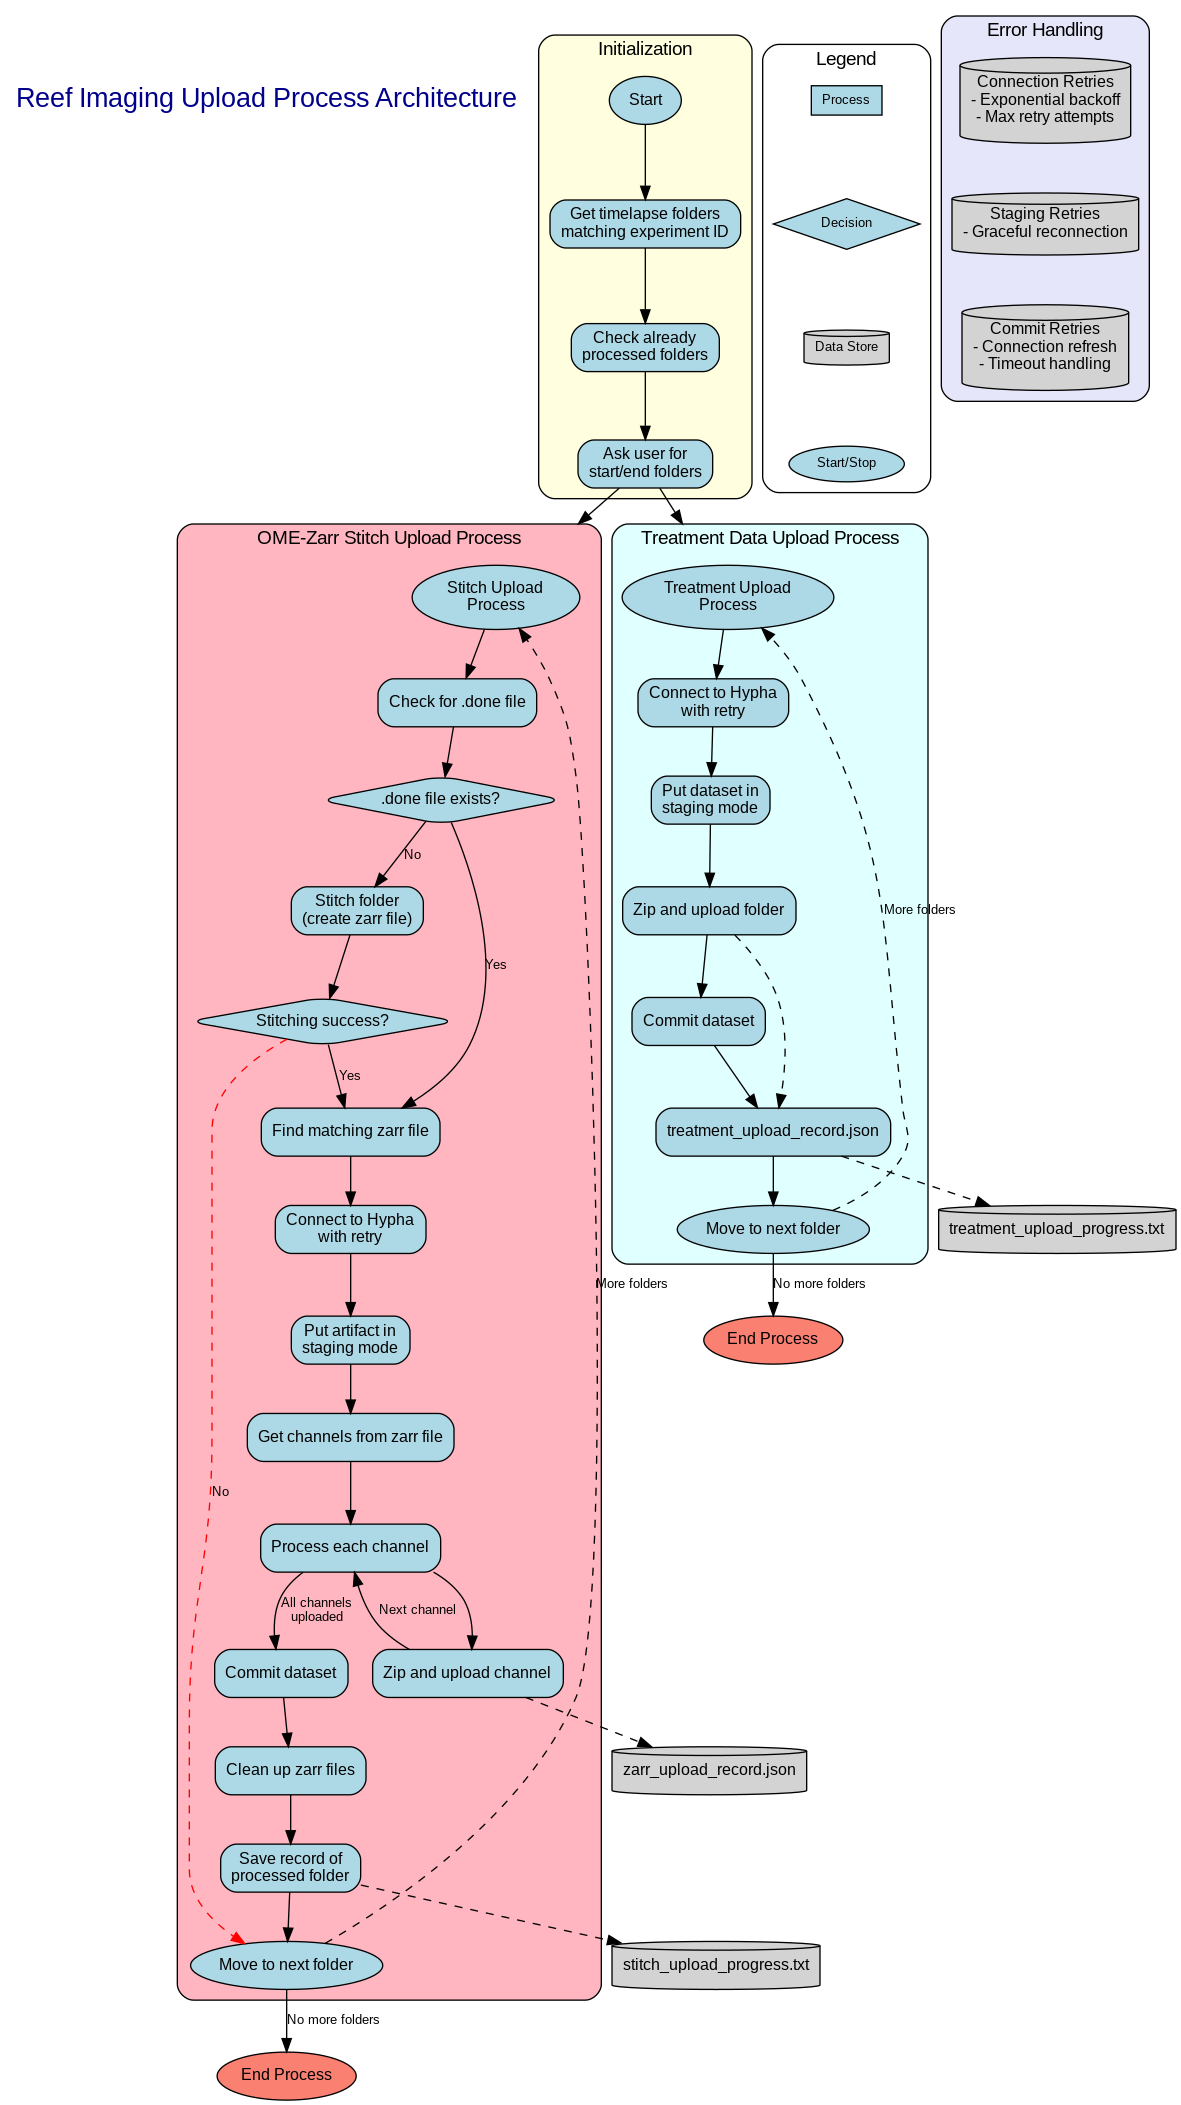 Reef Imaging Upload Process Architecture
Initialization
Start
Get timelapse folders
matching experiment ID
Check already
processed folders
Ask user for
start/end folders
Legend
Process
Decision
Data Store
Start/Stop
Error Handling
Connection Retries
- Exponential backoff
- Max retry attempts
Staging Retries
- Graceful reconnection
Commit Retries
- Connection refresh
- Timeout handling
OME-Zarr Stitch Upload Process
Stitch Upload
Process
Check for .done file
.done file exists?
No
Yes
Stitch folder
(create zarr file)
Stitching success?
Yes
No
Find matching zarr file
Connect to Hypha
with retry
Put artifact in
staging mode
Get channels from zarr file
Process each channel
All channels
uploaded
Next channel
Commit dataset
Zip and upload channel
Clean up zarr files
zarr_upload_record.json
Save record of
processed folder
Move to next folder
stitch_upload_progress.txt
More folders
No more folders
End Process
Treatment Data Upload Process
Treatment Upload
Process
Connect to Hypha
with retry
Put dataset in
staging mode
Zip and upload folder
More folders
Commit dataset
treatment_upload_record.json
Move to next folder
treatment_upload_progress.txt
No more folders
End Process